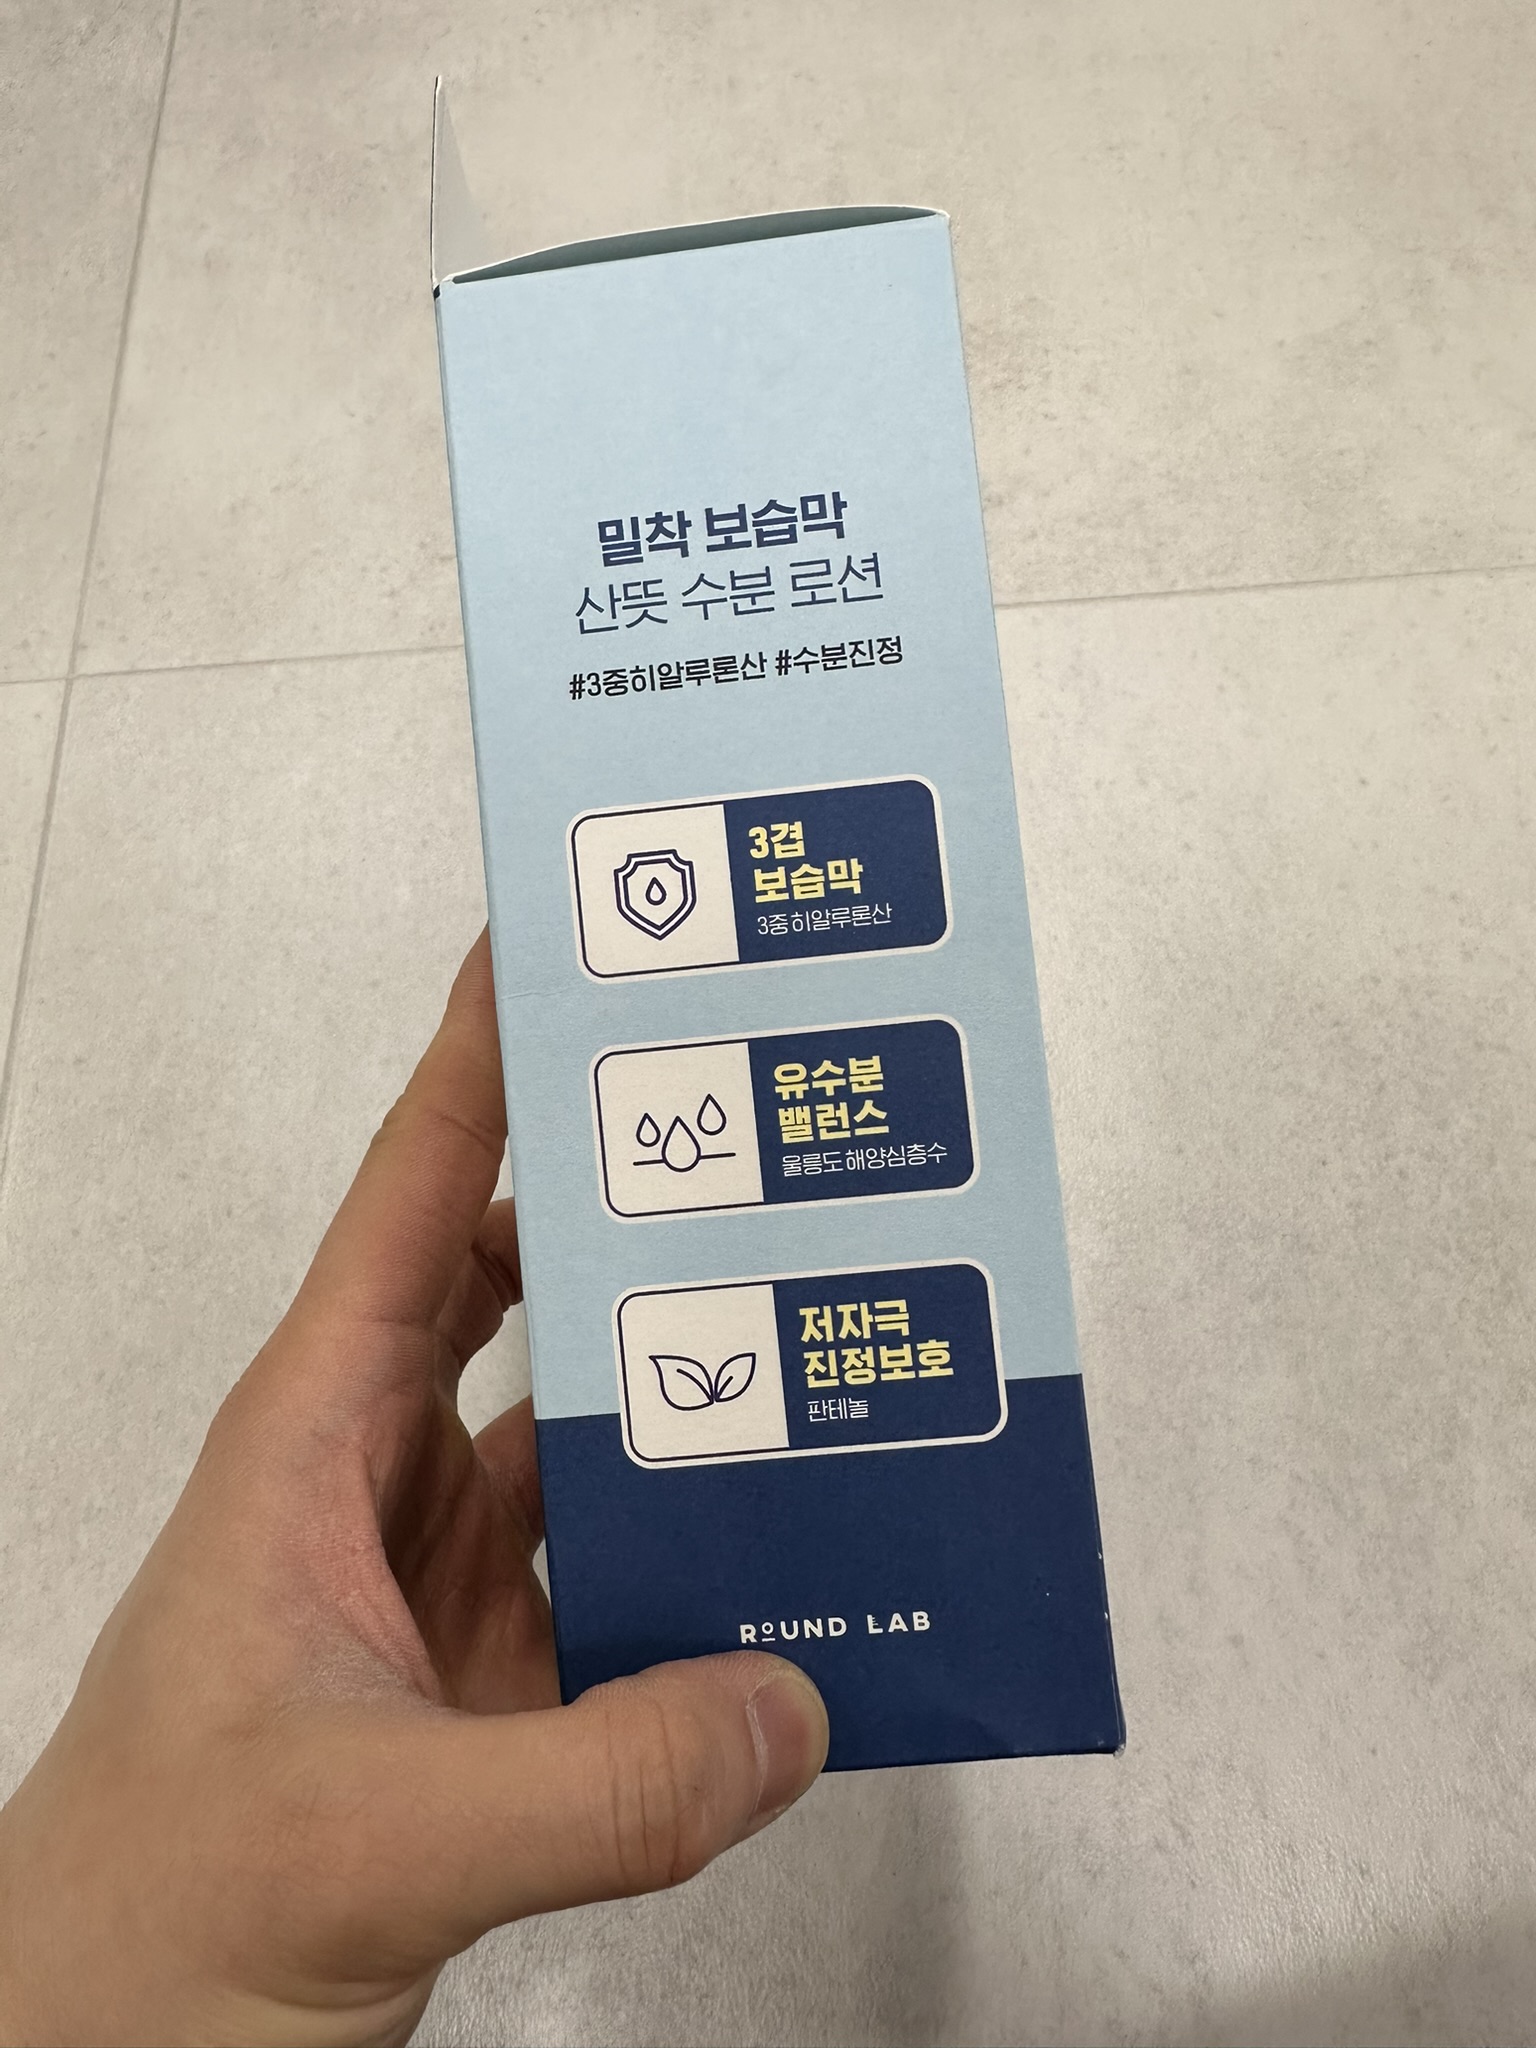 밀착 보습막
산뜻 수분 로션
#3중히알루론산 #수분진정
3겹
보습막
3중 히알루론산
유수분
밸런스
울릉도 해양심층수
저자극
진정보호
판테놀
ROUND LAB